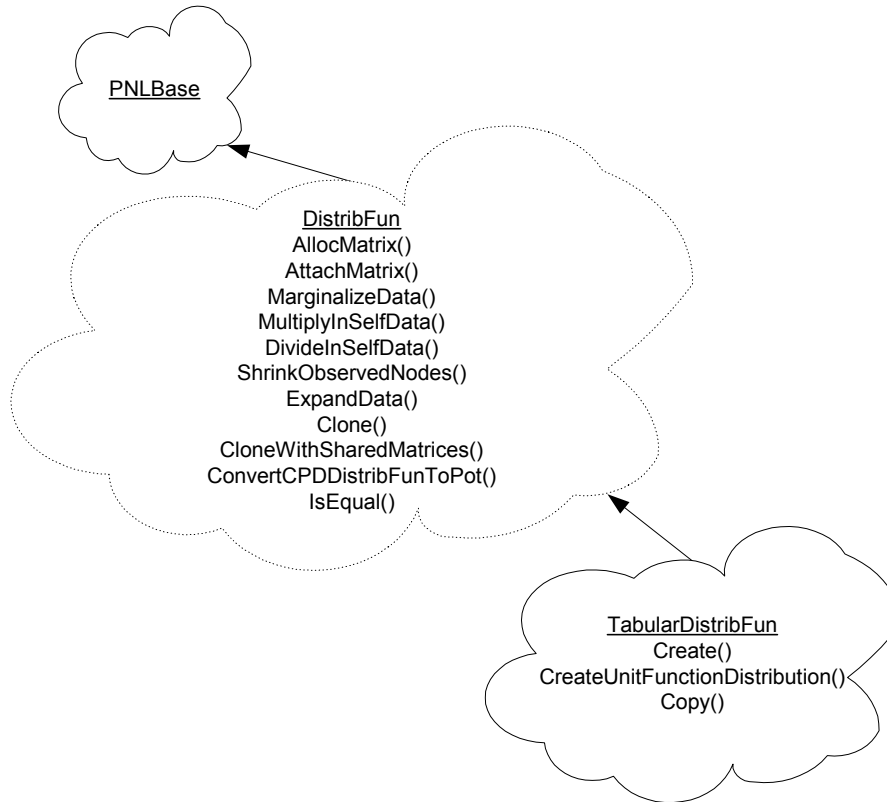 PNLBase
DistribFun
AllocMatrix()
AttachMatrix()
MarginalizeData()
MultiplyInSelfData()
DivideInSelfData()
ShrinkObservedNodes()
ExpandData()
Clone()
CloneWithSharedMatrices()
ConvertCPDDistribFunToPot()
IsEqual()
TabularDistribFun
Create()
CreateUnitFunctionDistribution()
Copy()